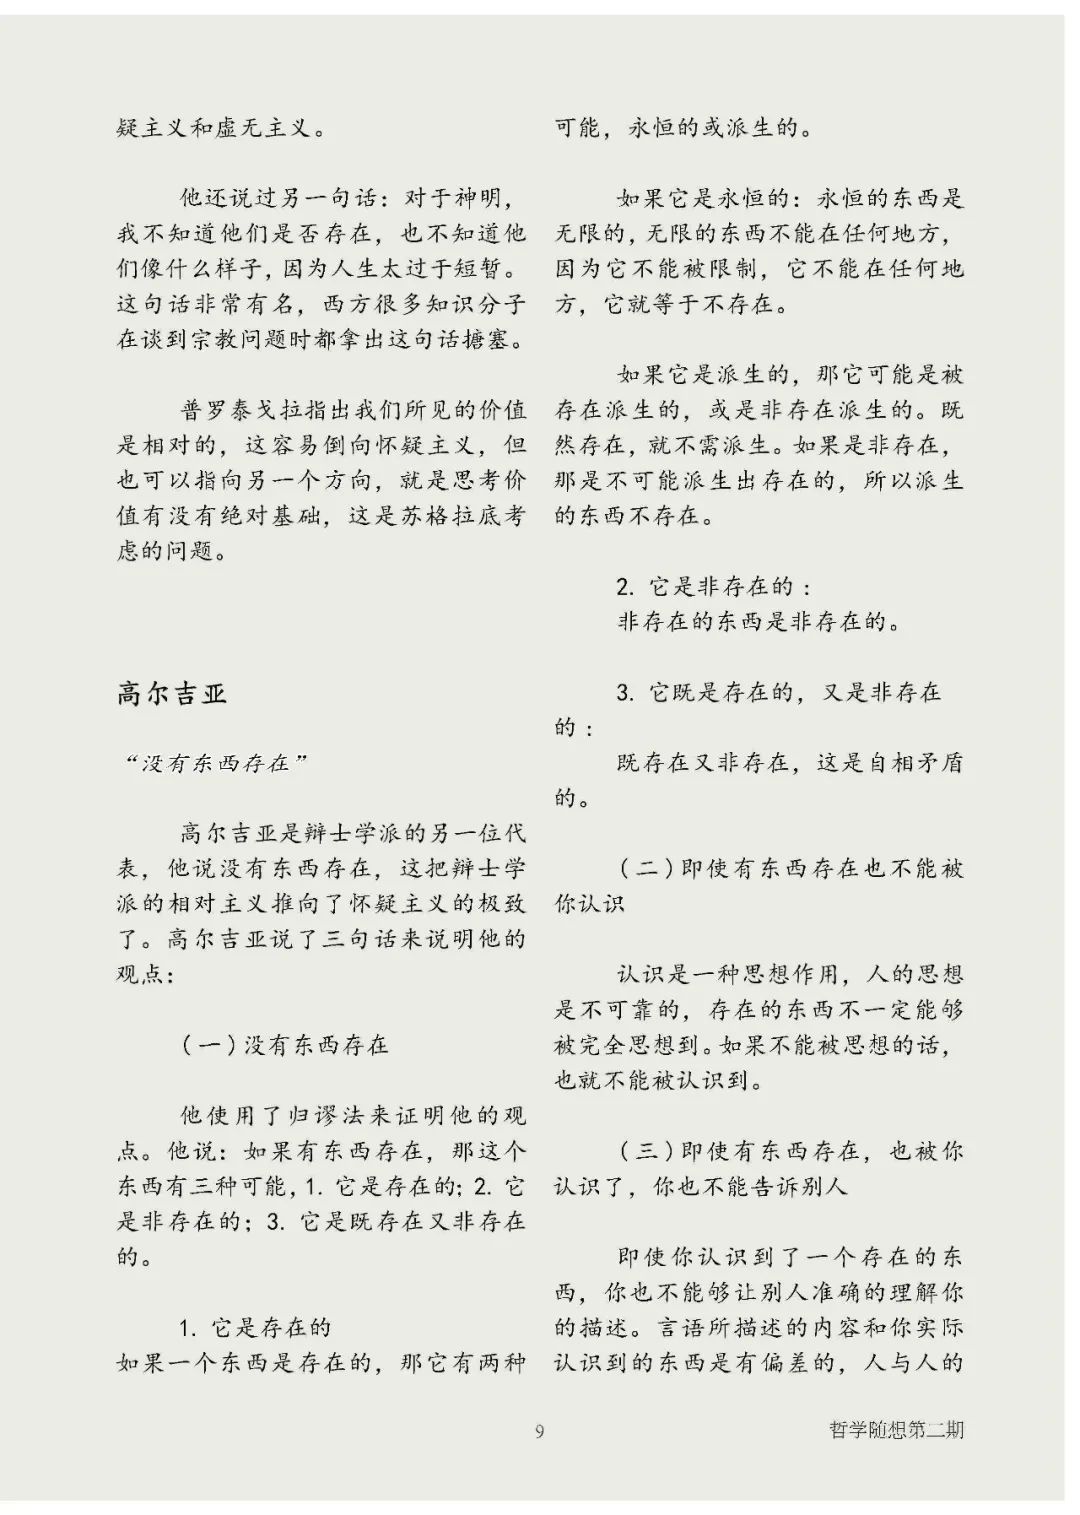 疑主义和虚无主义。
他还说过另一句话：对于神明，
我不知道他们是否存在，也不知道他
们像什么样子，因为人生太过于短暂。
这句话非常有名，西方很多知识分子
在谈到宗教问题时都拿出这句话搪塞。
普罗泰戈拉指出我们所见的价值
是相对的，这容易倒向怀疑主义，但
也可以指向另一个方向，就是思考价
值有没有绝对基础，这是苏格拉底考
虑的问题。
高尔吉亚
“没有东西存在”
高尔吉亚是辩士学派的另一位代
表，他说没有东西存在，这把辩士学
派的相对主义推向了怀疑主义的极致
了。高尔吉亚说了三句话来说明他的
观点：
（一）没有东西存在
他使用了归谬法来证明他的观
点。他说：如果有东西存在，那这个
东西有三种可能，1. 它是存在的；2. 它
是非存在的；3. 它是既存在又非存在
的。
1. 它是存在的
如果一个东西是存在的，那它有两种
可能，永恒的或派生的。
如果它是永恒的：永恒的东西是
无限的，无限的东西不能在任何地方，
因为它不能被限制，它不能在任何地
方，它就等于不存在。
如果它是派生的，那它可能是被
存在派生的，或是非存在派生的。既
然存在，就不需派生。如果是非存在，
那是不可能派生出存在的，所以派生
的东西不存在。
2. 它是非存在的：
非存在的东西是非存在的。
3. 它既是存在的，又是非存在
的：
既存在又非存在，这是自相矛盾
的。
（二）即使有东西存在也不能被
你认识
认识是一种思想作用，人的思想
是不可靠的，存在的东西不一定能够
被完全思想到。如果不能被思想的话，
也就不能被认识到。
（三）即使有东西存在，也被你
认识了，你也不能告诉别人
即使你认识到了一个存在的东
西，你也不能够让别人准确的理解你
的描述。言语所描述的内容和你实际
认识到的东西是有偏差的，人与人的
9
哲学随想第二期